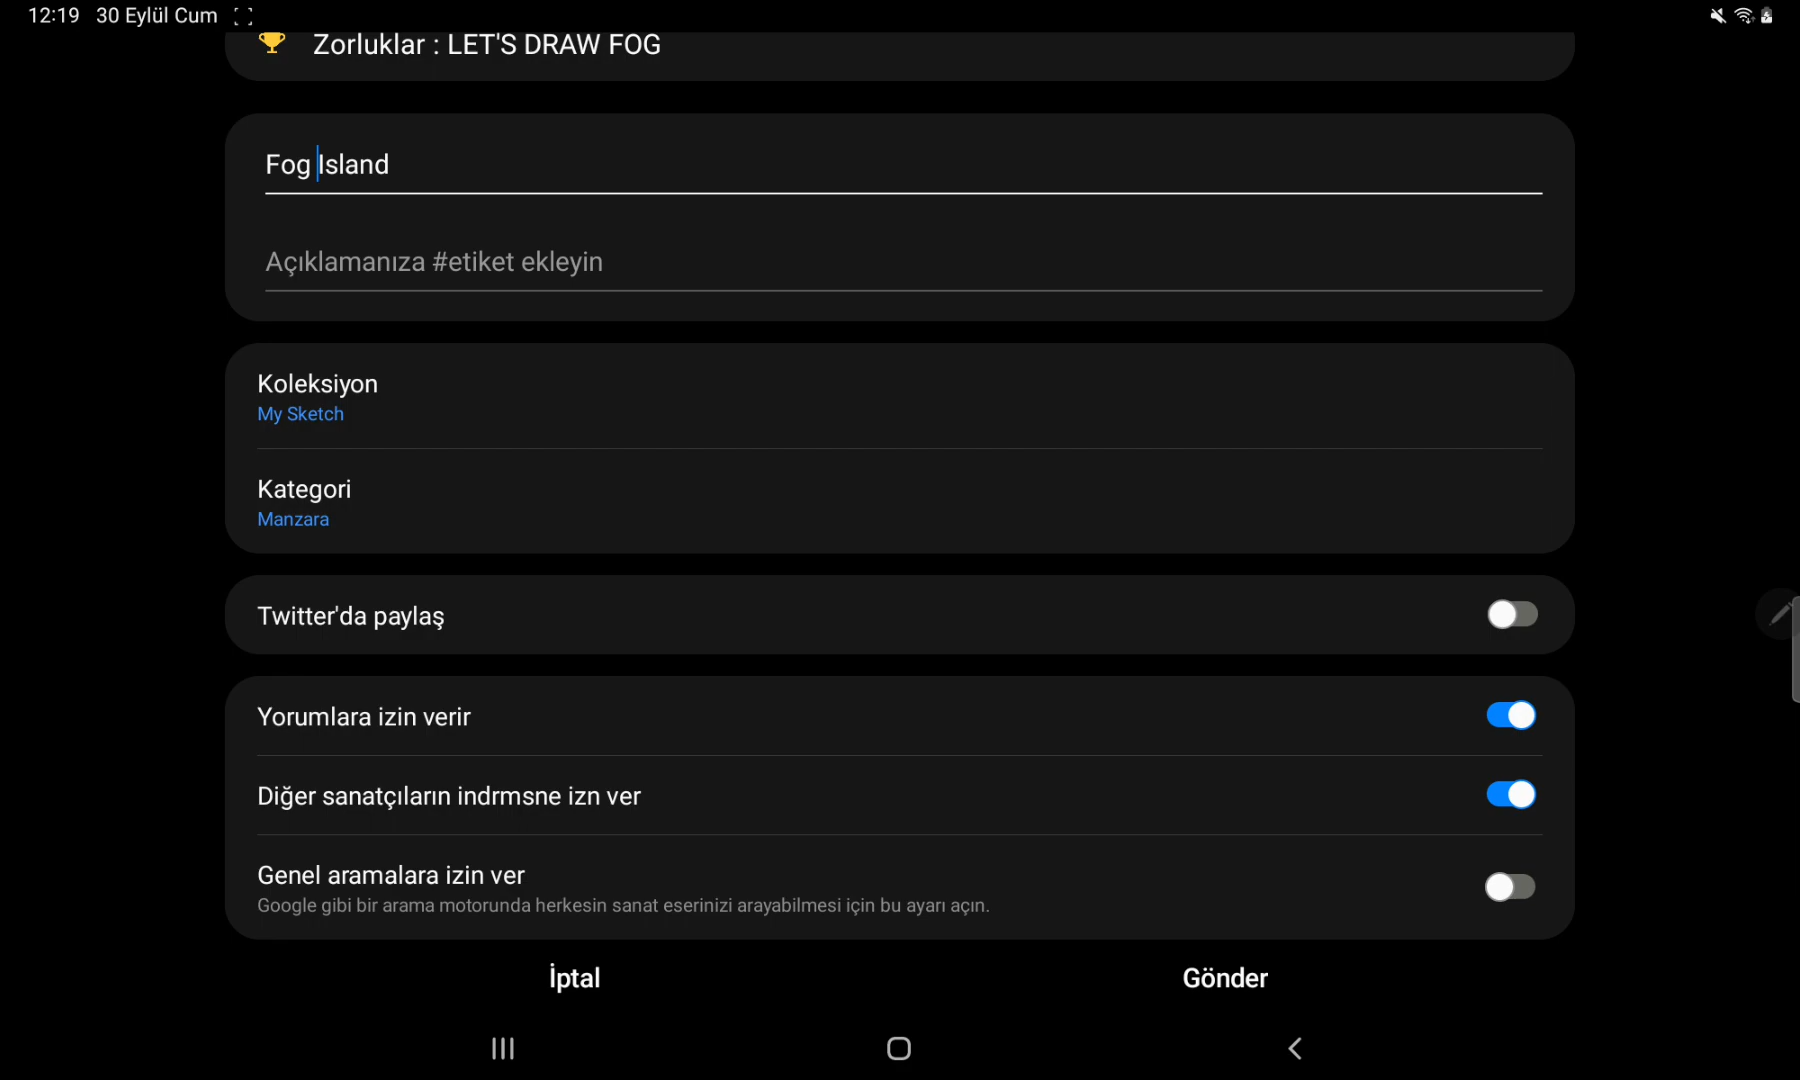 12:19 30 Eylül Cum
Zorluklar : LET'S DRAW FOG
Fog Island
Açıklamanıza #etiket ekleyin
Koleksiyon
My Sketch
Kategori
Manzara
Twitter'da paylaş
Yorumlara izin verir
Diğer sanatçıların indrmsne izn ver
Genel aramalara izin ver
Google gibi bir arama motorunda herkesin sanat eserinizi arayabilmesi için bu ayarı açın.
İptal
Gönder